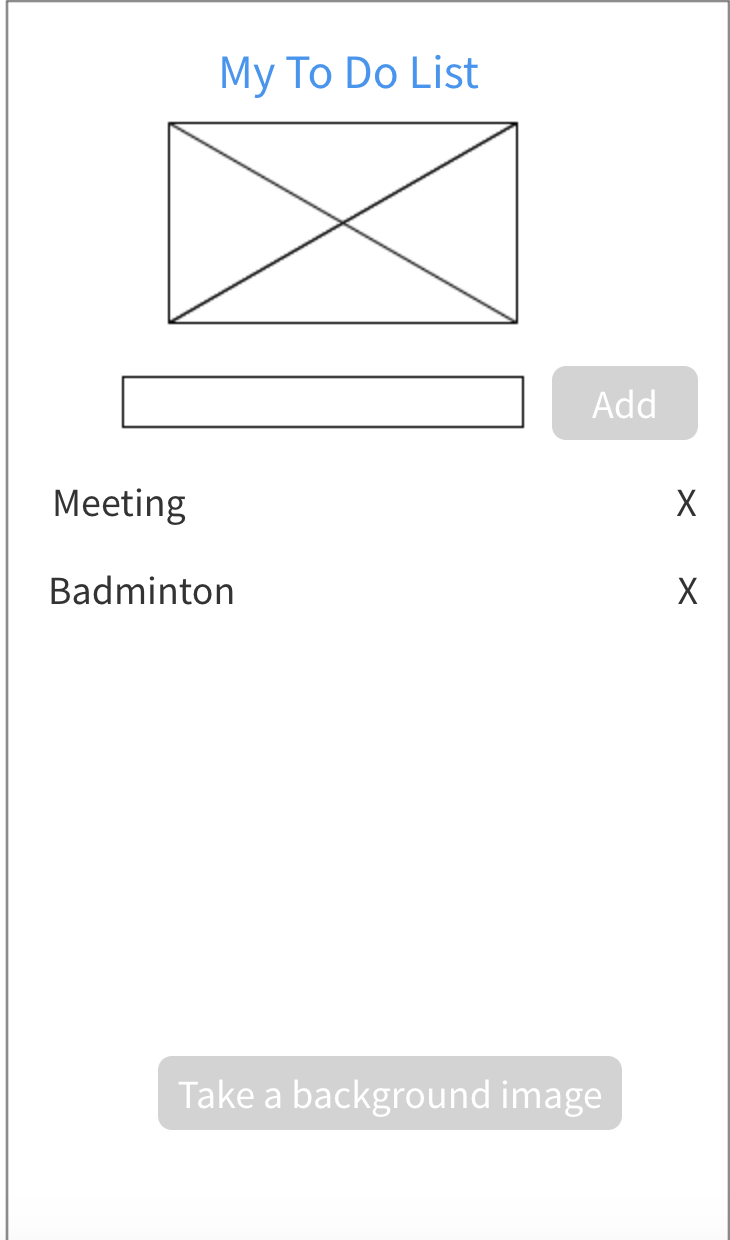 My To Do List
Add
Meeting X
Badminton X
Take a background image